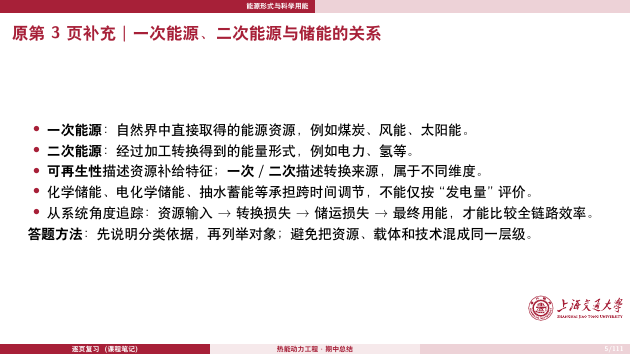 能源形式与科学用能
原第 3 页补充 | 一次能源、二次能源与储能的关系
• 一次能源：自然界中直接取得的能源资源，例如煤炭、风能、太阳能。
• 二次能源：经过加工转换得到的能量形式，例如电力、氢等。
• 可再生性描述资源补给特征；一次 / 二次描述转换来源，属于不同维度。
• 化学储能、电化学储能、抽水蓄能等承担跨时间调节，不能仅按 “发电量” 评价。
• 从系统角度追踪：资源输入 → 转换损失 → 储运损失 → 最终用能，才能比较全链路效率。
答题方法：先说明分类依据，再列举对象；避免把资源、载体和技术混成同一层级。
上海交通大学
SHANGHAI JIAO TONG UNIVERSITY
逐页复习（课程笔记）
热能动力工程 · 期中总结
5/111